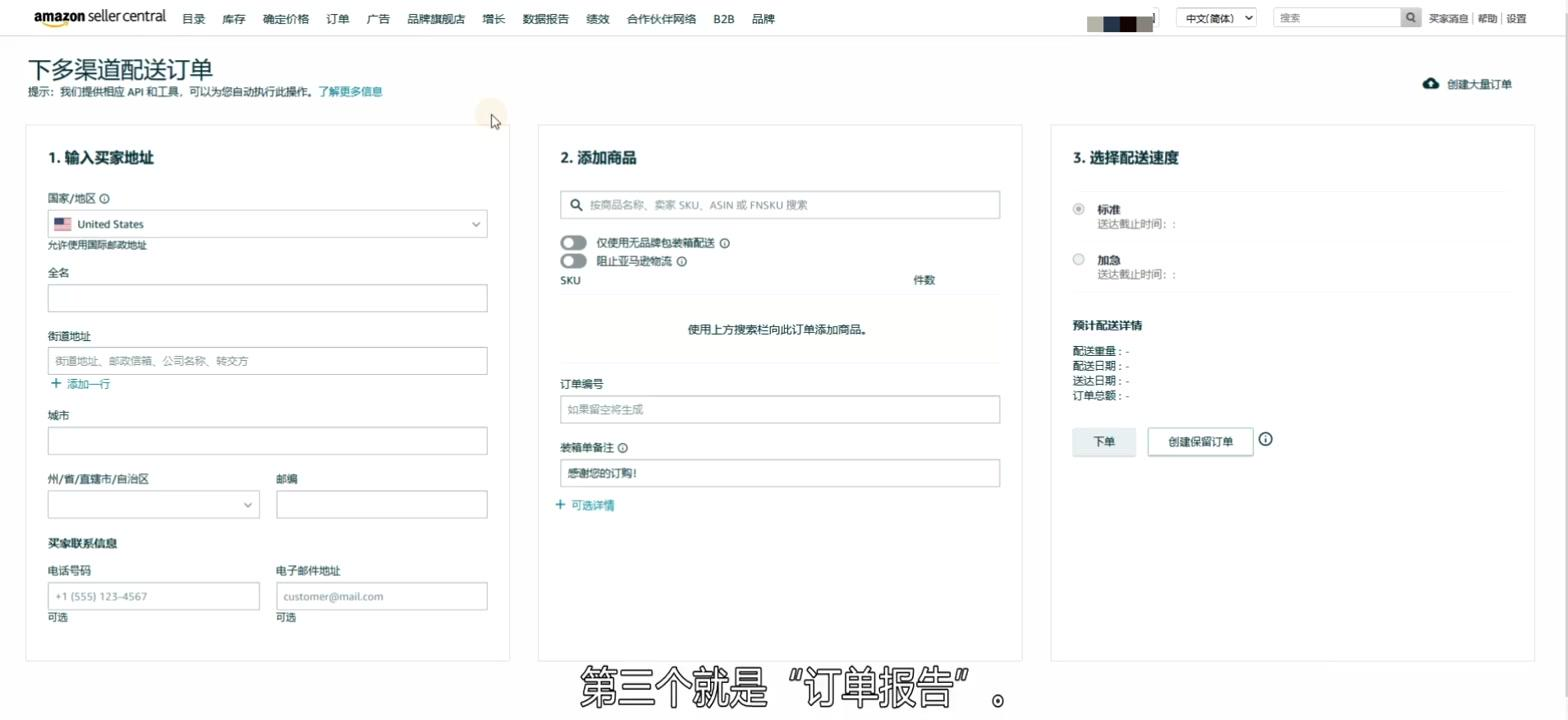 amazon seller central 目录 库存 确定价格 订单 广告 品牌旗舰店 增长 数据报告 绩效 合作伙伴网络 B2B 品牌 中文(简体) 搜索 买家消息 | 帮助 | 设置
下多渠道配送订单
提示：我们提供相应 API 和工具，可以为您自动执行此操作。了解更多信息
创建大量订单
1. 输入买家地址
国家/地区
United States
允许使用国际邮政地址
全名
街道地址
街道地址、邮政信箱、公司名称、转交方
+ 添加一行
城市
州/省/直辖市/自治区 邮编
买家联系信息
电话号码 电子邮件地址
+1 (555) 123-4567 customer@mail.com
可选 可选
2. 添加商品
按商品名称、卖家 SKU、ASIN 或 FNSKU 搜索
仅使用无品牌包装箱配送
阻止亚马逊物流
SKU 件数
使用上方搜索栏向此订单添加商品。
订单编号
如果留空将生成
装箱单备注
感谢您的订购!
+ 可选详情
3. 选择配送速度
标准
送达截止时间：:
加急
送达截止时间：:
预计配送详情
配送重量：-
配送日期：-
送达日期：-
订单总额：-
下单 创建保留订单
第三个就是“订单报告”。